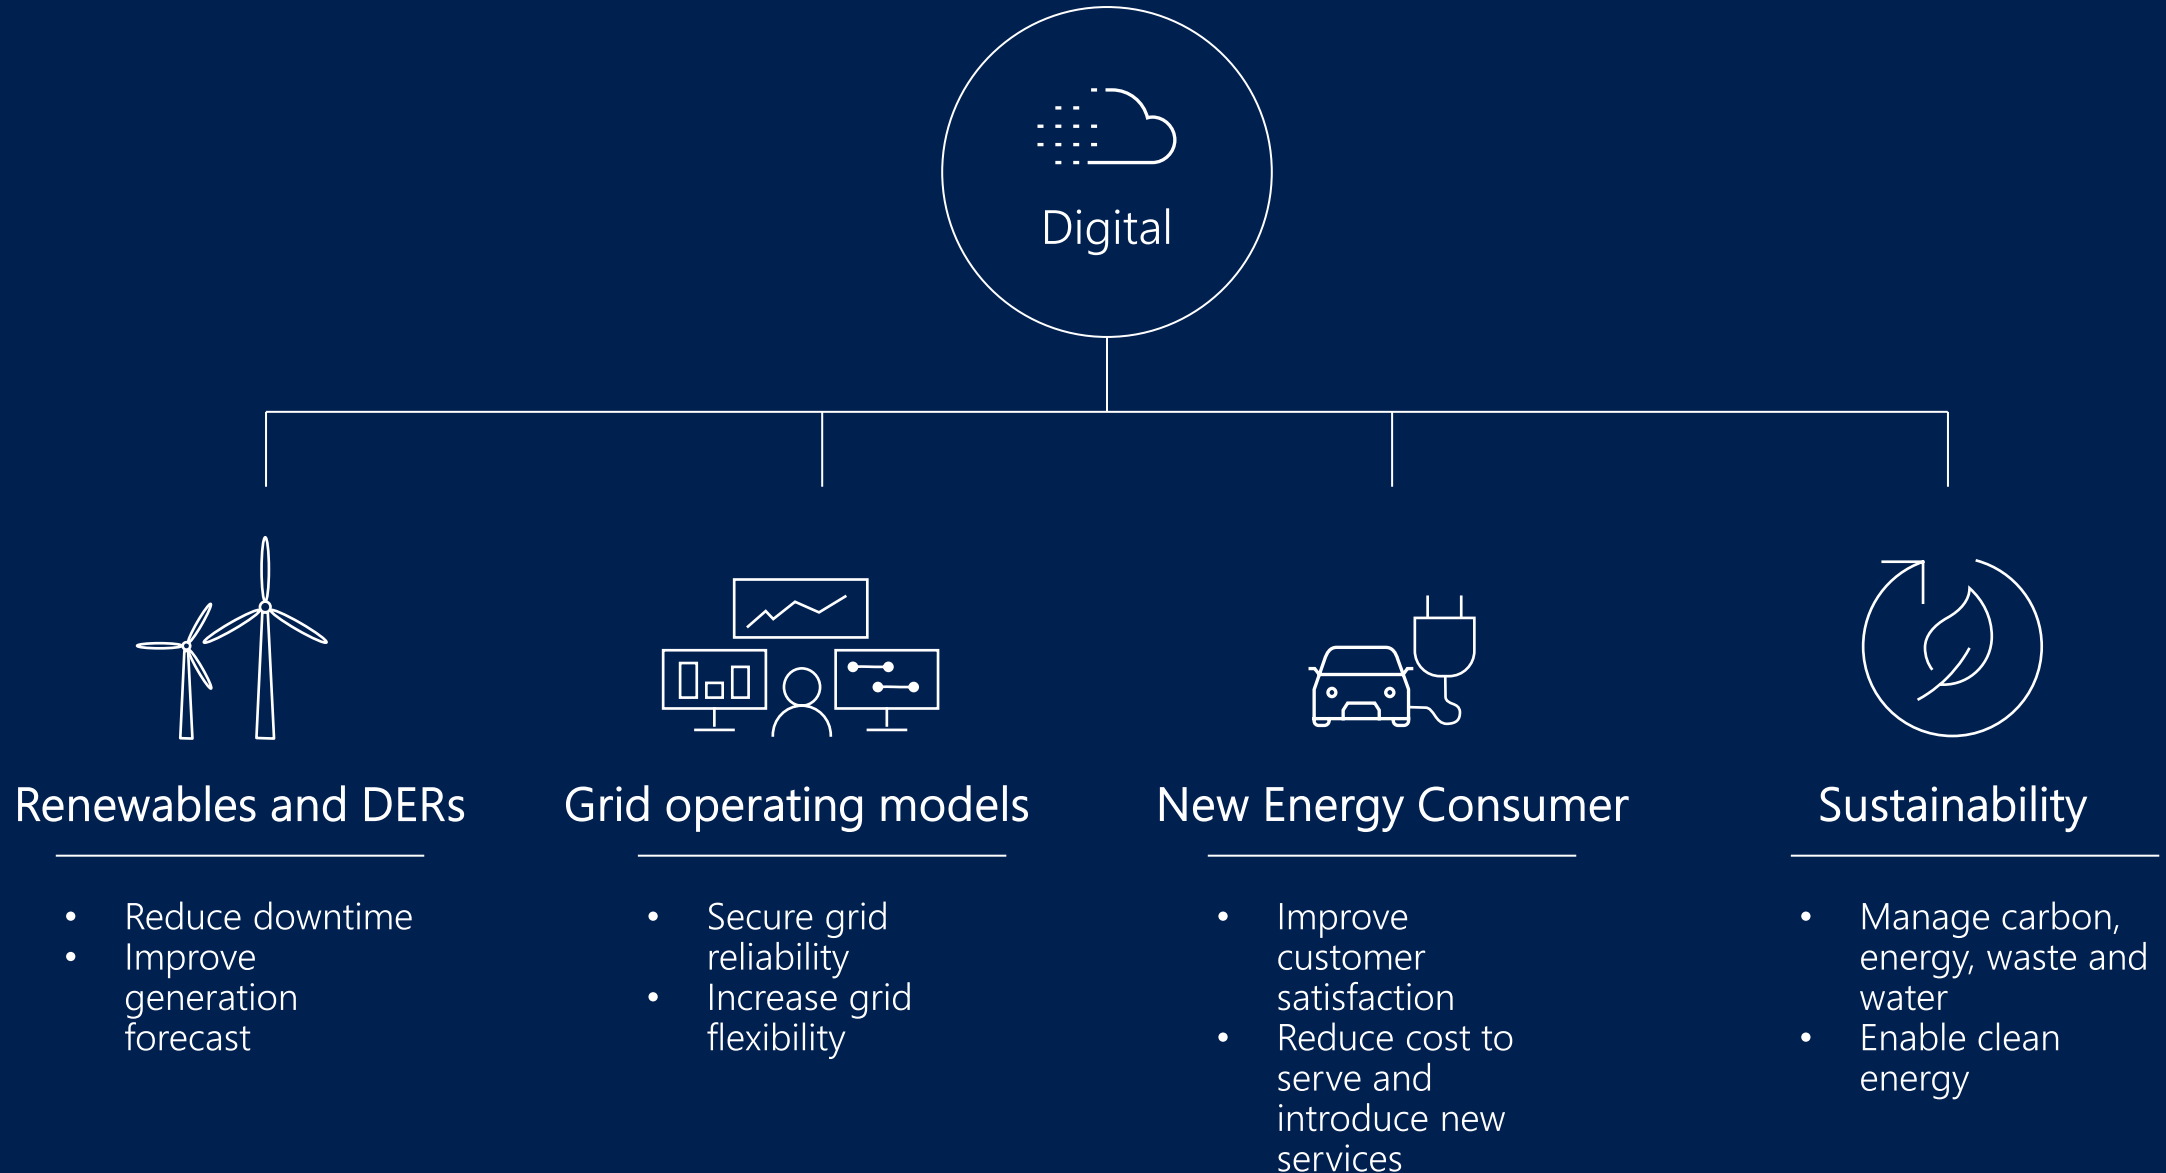 Digital
Renewables and DERs
• Reduce downtime
• Improve
generation
forecast
Grid operating models
• Secure grid
reliability
• Increase grid
flexibility
New Energy Consumer
• Improve
customer
satisfaction
• Reduce cost to
serve and
introduce new
services
Sustainability
• Manage carbon,
energy, waste and
water
• Enable clean
energy